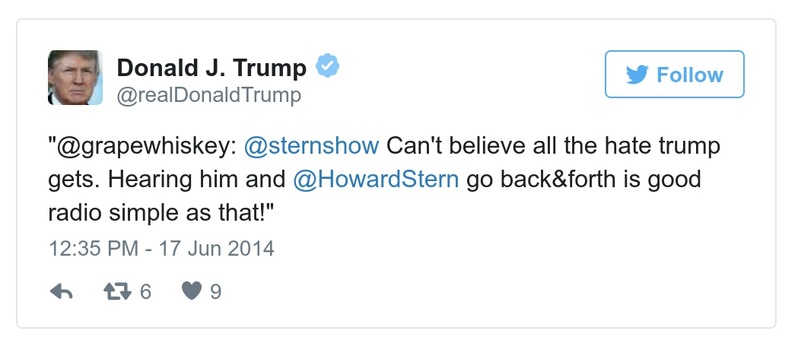 Donald J. Trump
@realDonaldTrump
Follow
"@grapewhiskey: @sternshow Can't believe all the hate trump
gets. Hearing him and @HowardStern go back&forth is good
radio simple as that!"
12:35 PM - 17 Jun 2014
6 9